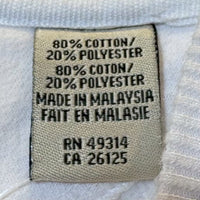 80% COTTON/
20% POLYESTER
80% COTON/
20% POLYESTER
MADE IN MALAYSIA
FAIT EN MALASIE
RN 49314
CA 26125